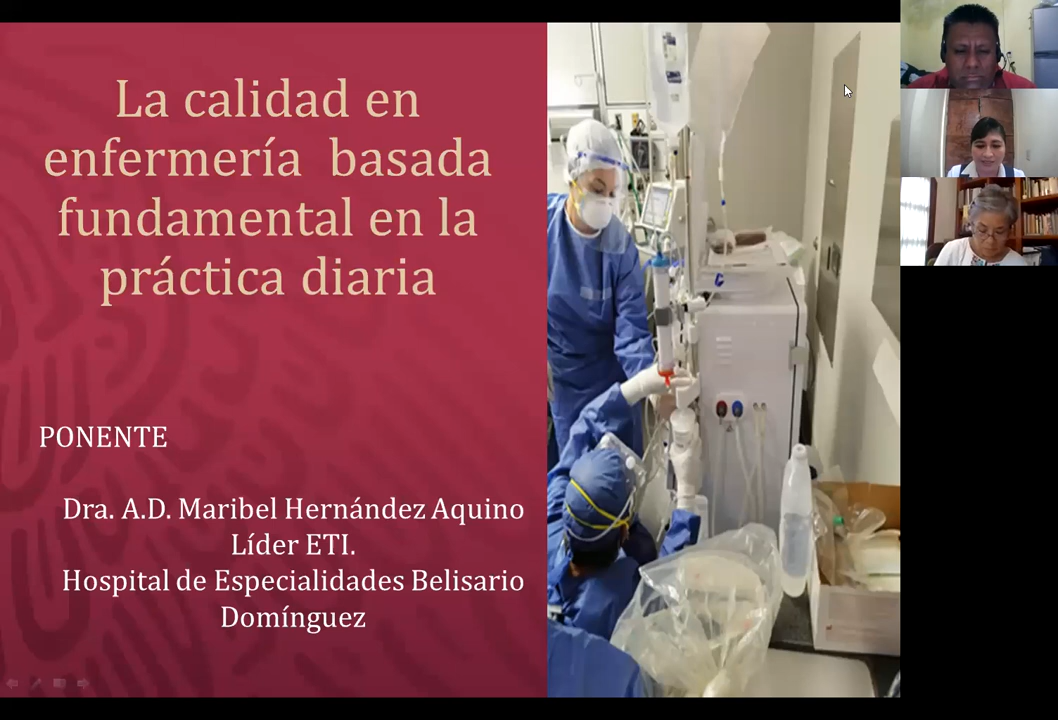 La calidad en
enfermería basada
fundamental en la
práctica diaria
PONENTE
Dra. A.D. Maribel Hernández Aquino
Líder ETI.
Hospital de Especialidades Belisario
Domínguez